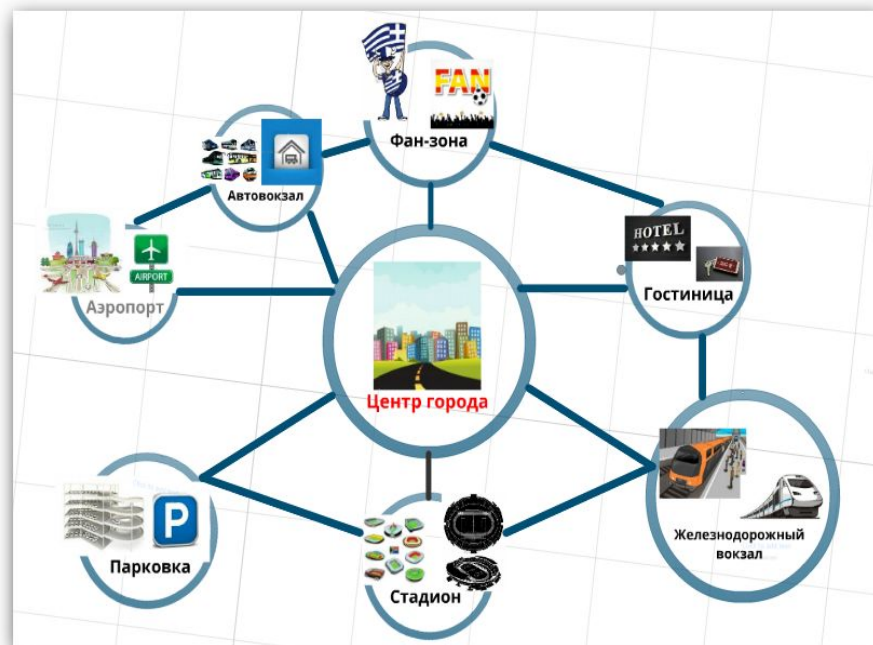 FAN
Фан-зона
Автовокзал
HOTEL
AIRPORT
Аэропорт
Гостиница
Центр города
P
Парковка
Стадион
Железнодорожный
вокзал